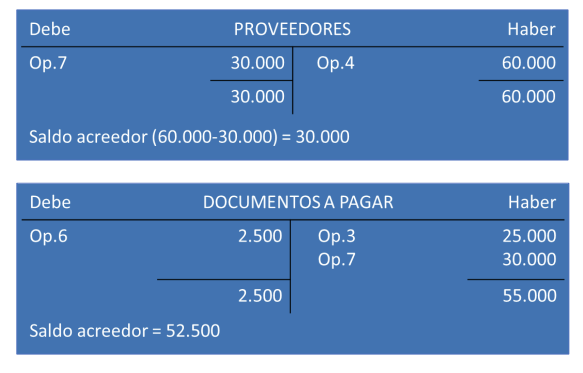 Debe PROVEEDORES Haber
Op.7 30.000 Op.4 60.000
30.000 60.000
Saldo acreedor (60.000-30.000) = 30.000
Debe DOCUMENTOS A PAGAR Haber
Op.6 2.500 Op.3 25.000
Op.7 30.000
2.500 55.000
Saldo acreedor = 52.500